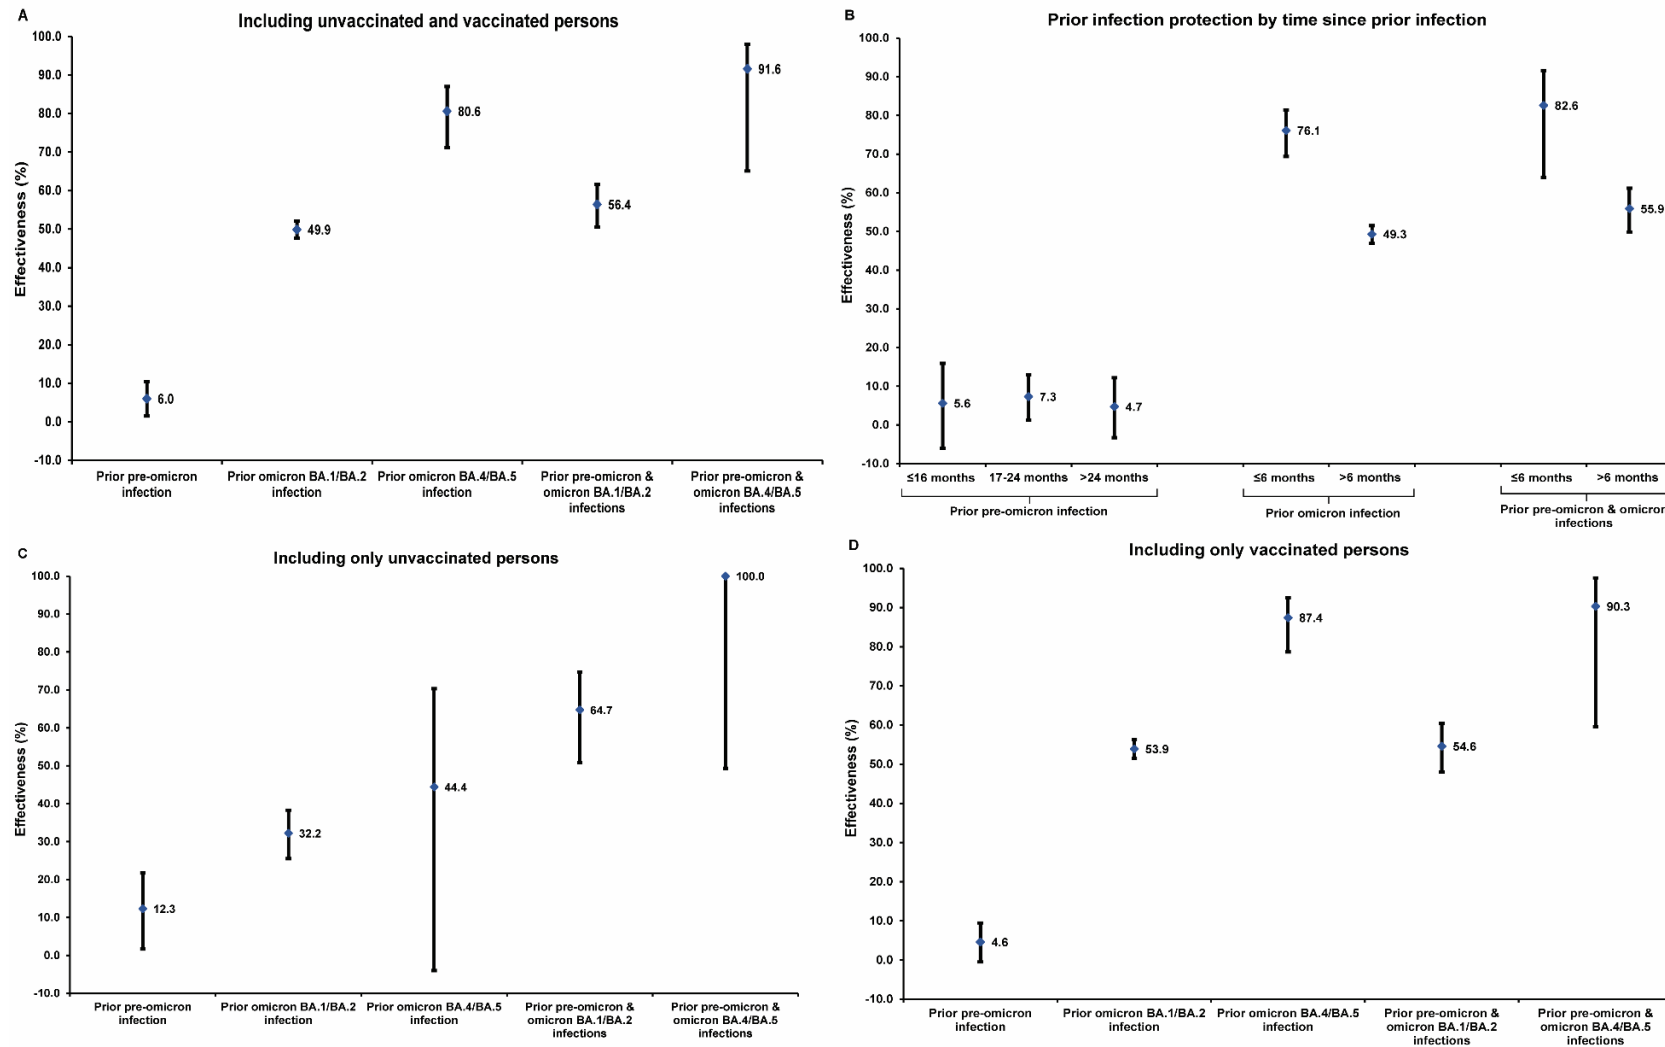 A
Including unvaccinated and vaccinated persons
Effectiveness (%)
100.0
90.0
80.0
70.0
60.0
50.0
40.0
30.0
20.0
10.0
0.0
-10.0
6.0
49.9
80.6
56.4
91.6
Prior pre-omicron
infection
Prior omicron BA.1/BA.2
infection
Prior omicron BA.4/BA.5
infection
Prior pre-omicron &
omicron BA.1/BA.2
infections
Prior pre-omicron &
omicron BA.4/BA.5
infections
B
Prior infection protection by time since prior infection
Effectiveness (%)
100.0
90.0
80.0
70.0
60.0
50.0
40.0
30.0
20.0
10.0
0.0
-10.0
5.6
7.3
4.7
76.1
49.3
82.6
55.9
≤16 months
17-24 months
>24 months
≤6 months
>6 months
≤6 months
>6 months
Prior pre-omicron infection
Prior omicron infection
Prior pre-omicron & omicron
infections
C
Including only unvaccinated persons
Effectiveness (%)
100.0
90.0
80.0
70.0
60.0
50.0
40.0
30.0
20.0
10.0
0.0
-10.0
12.3
32.2
44.4
64.7
100.0
Prior pre-omicron
infection
Prior omicron BA.1/BA.2
infection
Prior omicron BA.4/BA.5
infection
Prior pre-omicron &
omicron BA.1/BA.2
infections
Prior pre-omicron &
omicron BA.4/BA.5
infections
D
Including only vaccinated persons
Effectiveness (%)
100.0
90.0
80.0
70.0
60.0
50.0
40.0
30.0
20.0
10.0
0.0
-10.0
4.6
53.9
87.4
54.6
90.3
Prior pre-omicron
infection
Prior omicron BA.1/BA.2
infection
Prior omicron BA.4/BA.5
infection
Prior pre-omicron &
omicron BA.1/BA.2
infections
Prior pre-omicron &
omicron BA.4/BA.5
infections